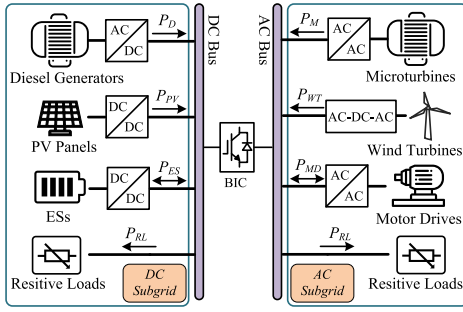 P_D
AC
DC
Diesel Generators
P_PV
DC
DC
PV Panels
P_ES
DC
DC
ESs
P_RL
Resitive Loads
DC
Subgrid
DC Bus
BIC
AC Bus
P_M
AC
AC
Microturbines
P_WT
AC-DC-AC
Wind Turbines
P_MD
AC
AC
Motor Drives
P_RL
Resitive Loads
AC
Subgrid